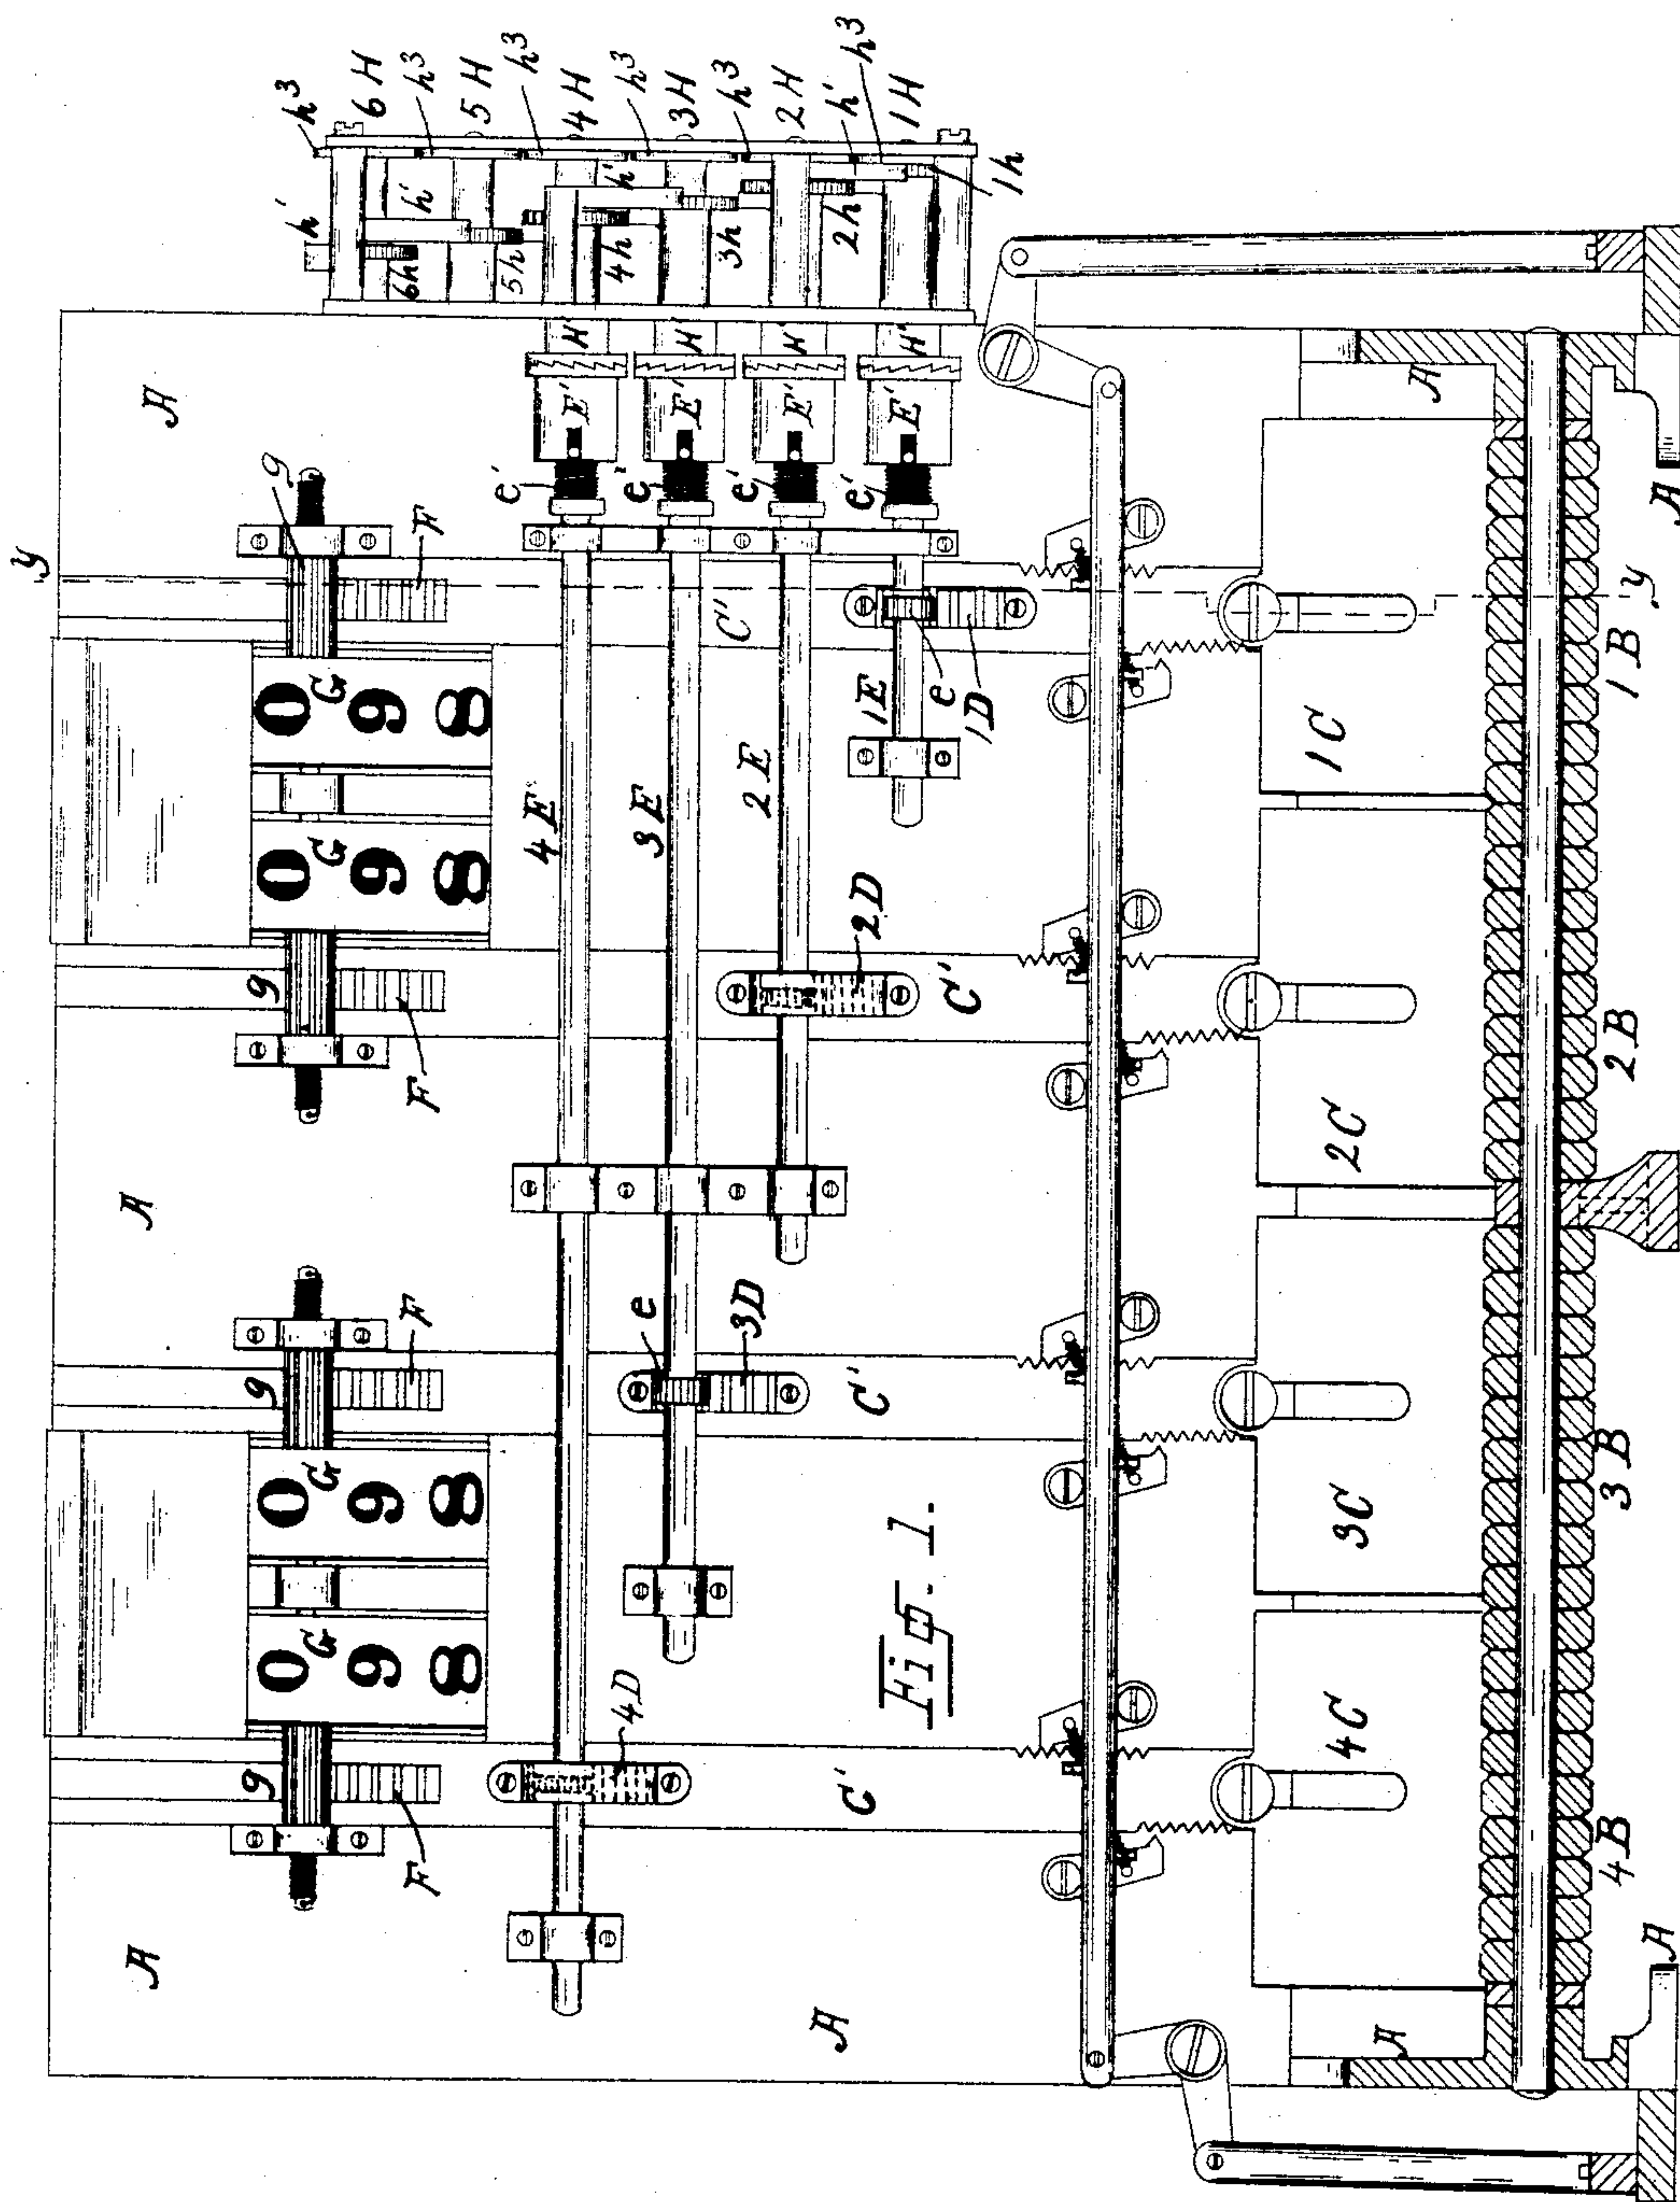 y
h³ 6H h³ 5H h³ 4H h³ 3H h³ 2H h' 1H h³
h' h' h'
6h 5h 4h 3h 2h 1h
A A A
H' H' H' H'
E' E' E' E'
e' e' e' e'
g g g g g
F F F F
0 G 0 G 0 G 0 G
9 9 9 9
8 8 8 8
4E
3E
2E
1E
e e
4D 3D 2D 1D
C' C' C' C'
A
Fig. 1.
4C 3C 2C 1C
A A
4B 3B 2B 1B y
A A